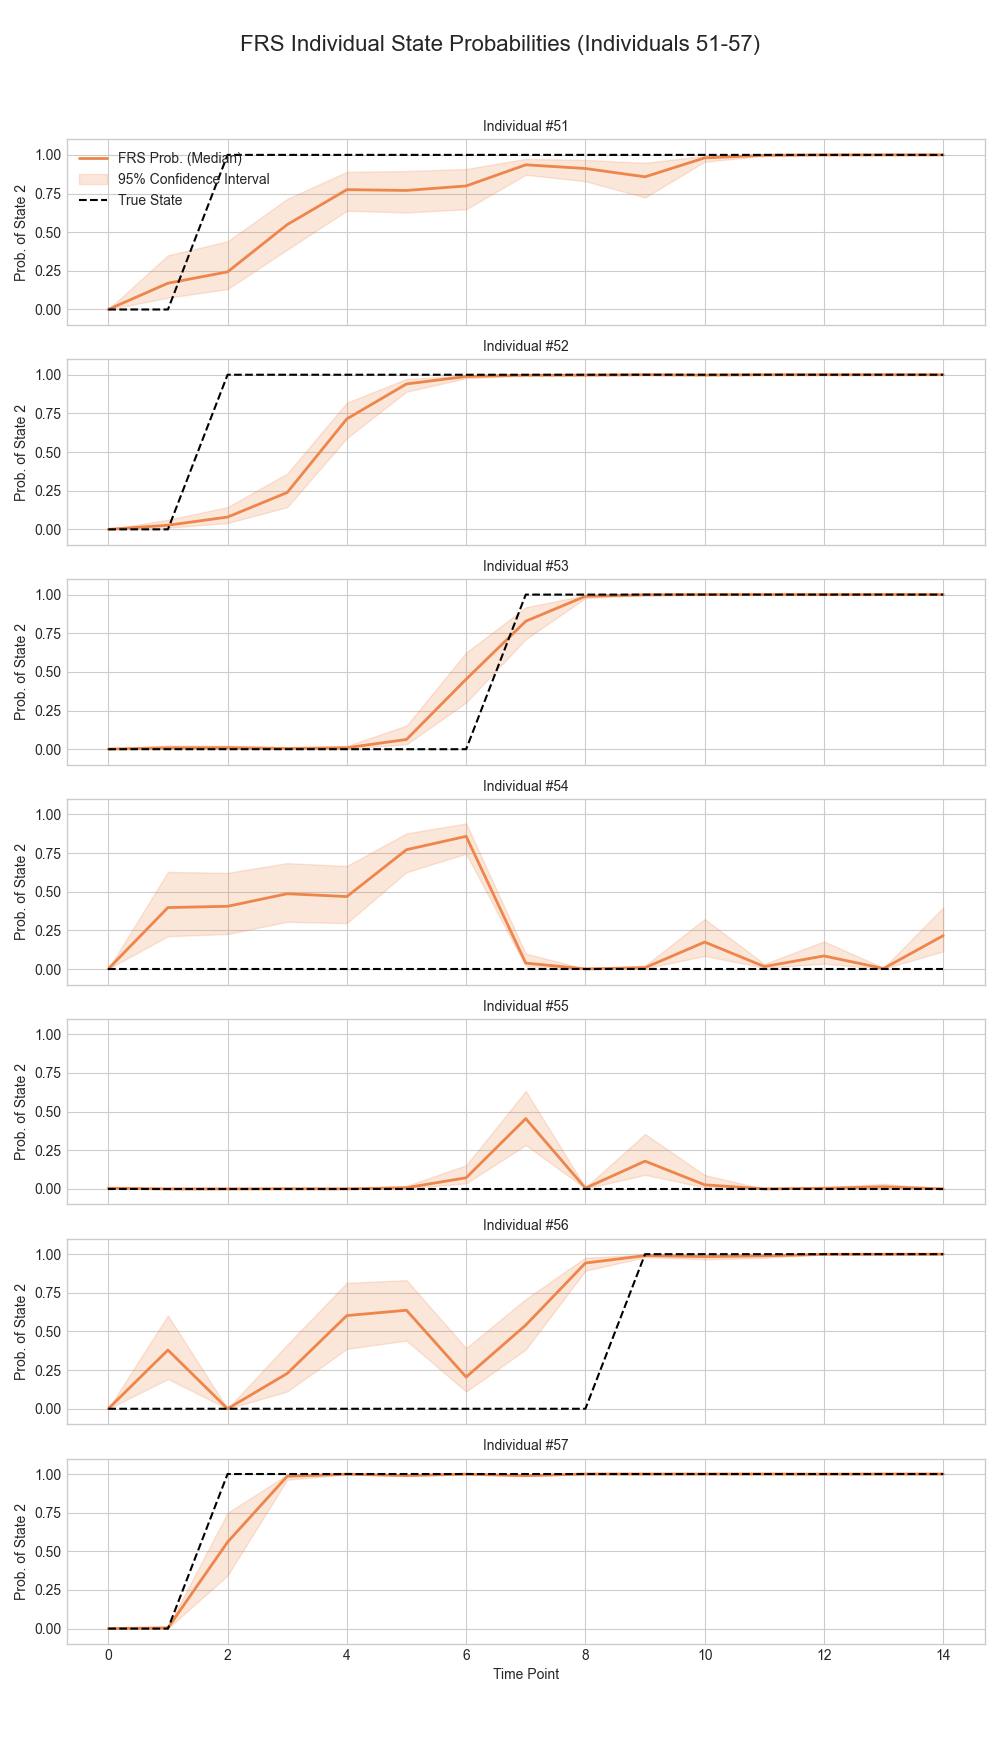 FRS Individual State Probabilities (Individuals 51-57)
Individual #51
FRS Prob. (Median)
95% Confidence Interval
True State
Prob. of State 2
1.00
0.75
0.50
0.25
0.00
Individual #52
Prob. of State 2
1.00
0.75
0.50
0.25
0.00
Individual #53
Prob. of State 2
1.00
0.75
0.50
0.25
0.00
Individual #54
Prob. of State 2
1.00
0.75
0.50
0.25
0.00
Individual #55
Prob. of State 2
1.00
0.75
0.50
0.25
0.00
Individual #56
Prob. of State 2
1.00
0.75
0.50
0.25
0.00
Individual #57
Prob. of State 2
1.00
0.75
0.50
0.25
0.00
0 2 4 6 8 10 12 14
Time Point